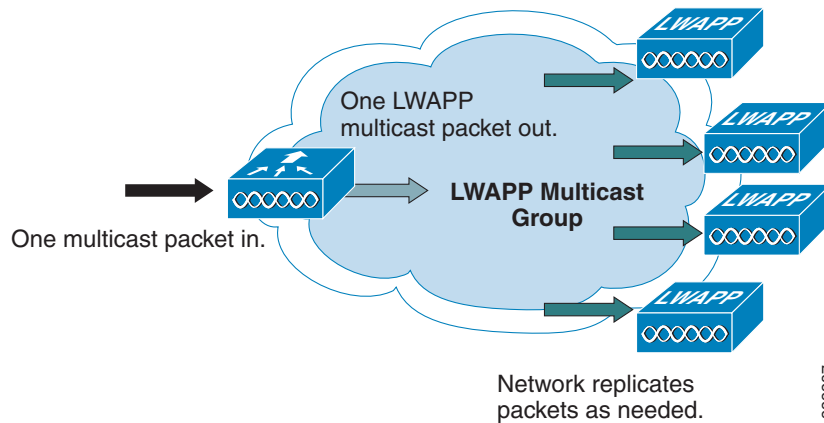 LWAPP
One LWAPP
multicast packet out.
LWAPP
LWAPP Multicast
Group
LWAPP
One multicast packet in.
LWAPP
Network replicates
packets as needed.